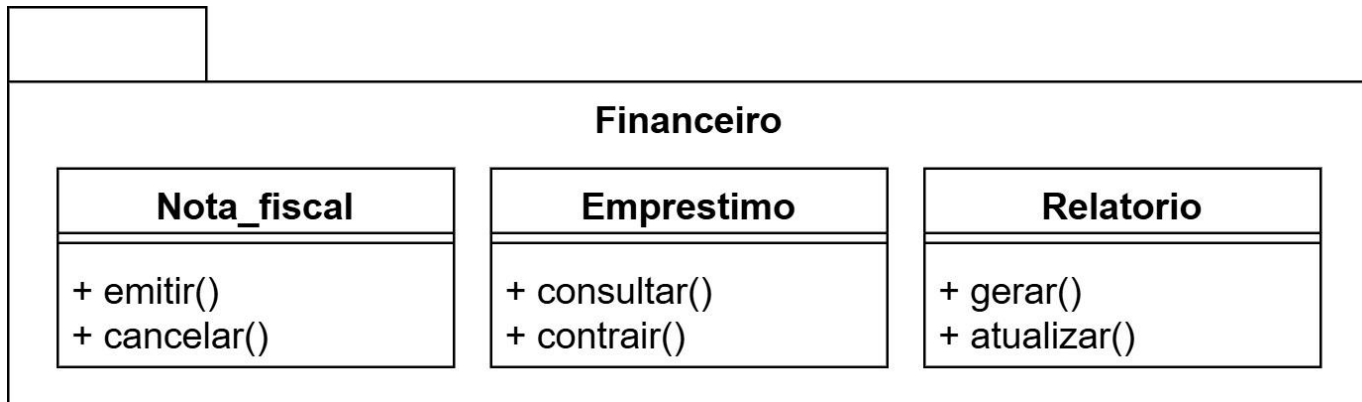 Financeiro
Nota_fiscal
+ emitir()
+ cancelar()
Emprestimo
+ consultar()
+ contrair()
Relatorio
+ gerar()
+ atualizar()